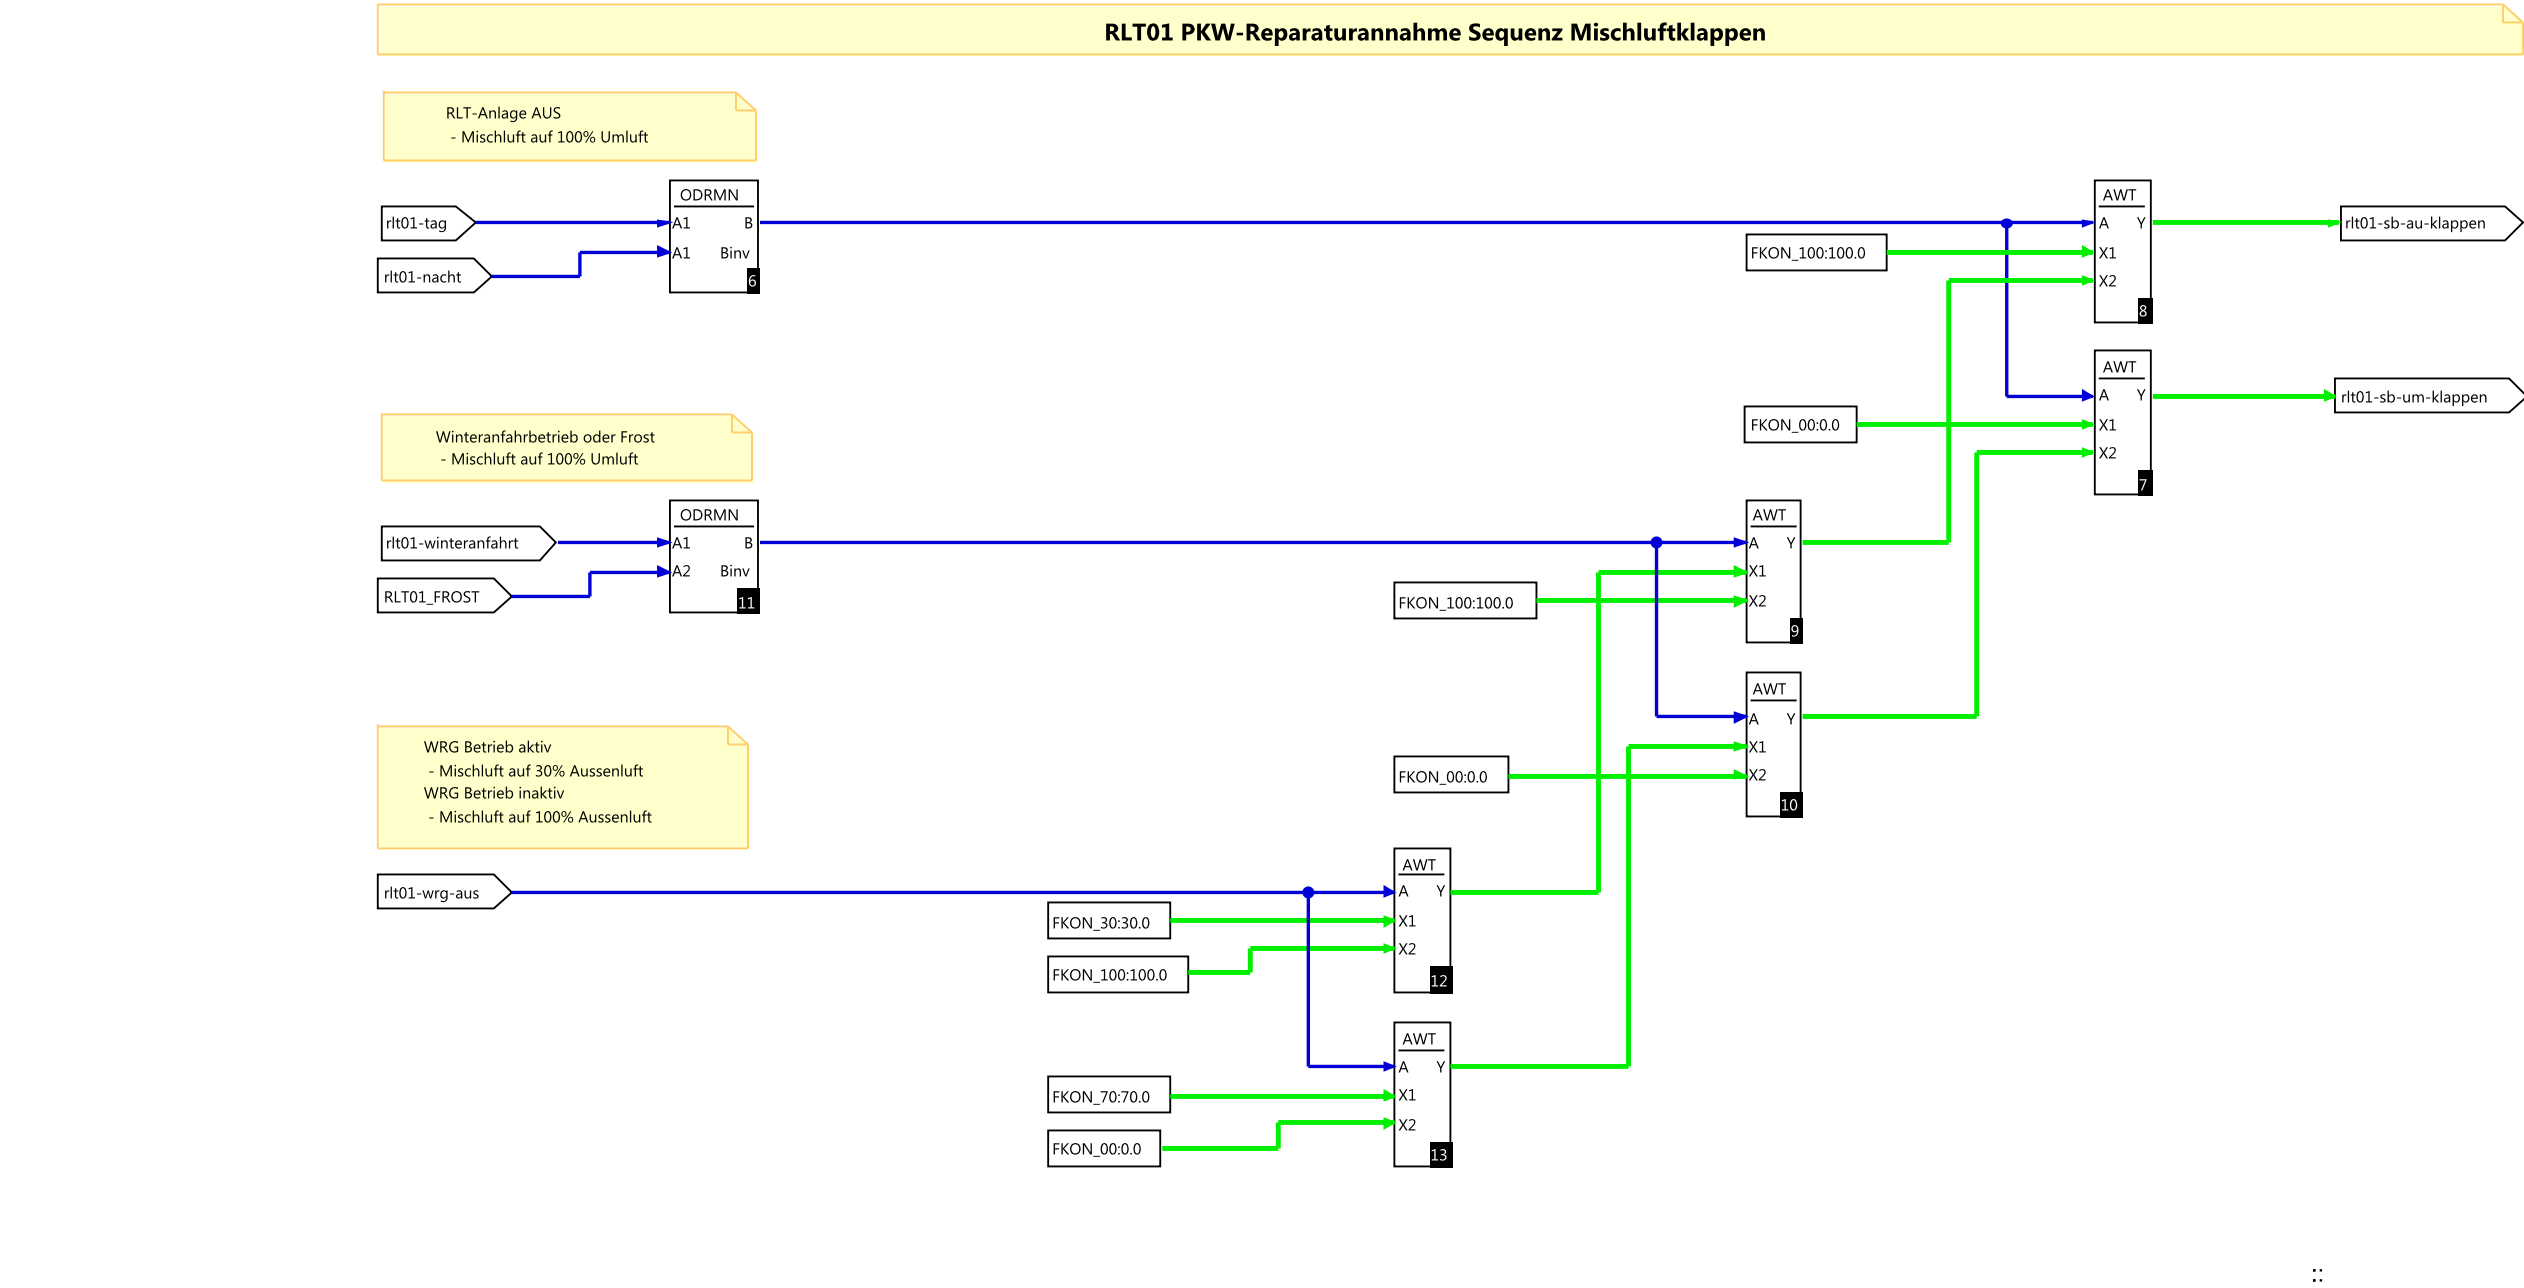 RLT01 PKW-Reparaturannahme Sequenz Mischluftklappen
RLT-Anlage AUS
- Mischluft auf 100% Umluft
rlt01-tag
rlt01-nacht
ODRMN
A1 B
A1 Binv
6
FKON_100:100.0
AWT
A Y
X1
X2
8
rlt01-sb-au-klappen
FKON_00:0.0
AWT
A Y
X1
X2
7
rlt01-sb-um-klappen
Winteranfahrbetrieb oder Frost
- Mischluft auf 100% Umluft
rlt01-winteranfahrt
RLT01_FROST
ODRMN
A1 B
A2 Binv
11
FKON_100:100.0
AWT
A Y
X1
X2
9
FKON_00:0.0
AWT
A Y
X1
X2
10
WRG Betrieb aktiv
- Mischluft auf 30% Aussenluft
WRG Betrieb inaktiv
- Mischluft auf 100% Aussenluft
rlt01-wrg-aus
FKON_30:30.0
FKON_100:100.0
AWT
A Y
X1
X2
12
FKON_70:70.0
FKON_00:0.0
AWT
A Y
X1
X2
13
::